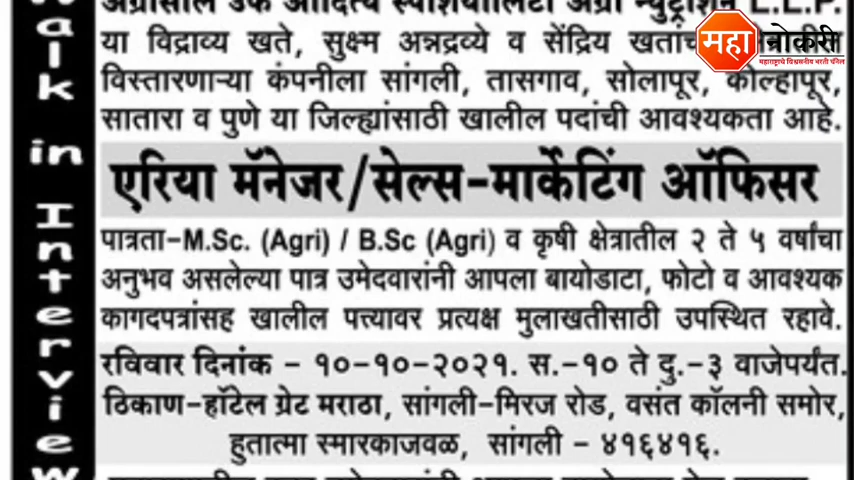 Walk in Interview
अॅग्रोसोल उर्फ आदित्य स्पेशियालिटी अॅग्रो न्युट्रीशन L.L.P.
या विद्राव्य खते, सुक्ष्म अन्नद्रव्ये व सेंद्रिय खतांच
विस्तारणाऱ्या कंपनीला सांगली, तासगाव, सोलापूर, कोल्हापूर,
सातारा व पुणे या जिल्ह्यांसाठी खालील पदांची आवश्यकता आहे.
एरिया मॅनेजर/सेल्स-मार्केटिंग ऑफिसर
पात्रता-M.Sc. (Agri) / B.Sc (Agri) व कृषी क्षेत्रातील २ ते ५ वर्षांचा
अनुभव असलेल्या पात्र उमेदवारांनी आपला बायोडाटा, फोटो व आवश्यक
कागदपत्रांसह खालील पत्त्यावर प्रत्यक्ष मुलाखतीसाठी उपस्थित रहावे.
रविवार दिनांक - १०-१०-२०२१. स.-१० ते दु.-३ वाजेपर्यंत.
ठिकाण-हॉटेल ग्रेट मराठा, सांगली-मिरज रोड, वसंत कॉलनी समोर,
हुतात्मा स्मारकाजवळ, सांगली - ४१६४१६.
महा नोकरी